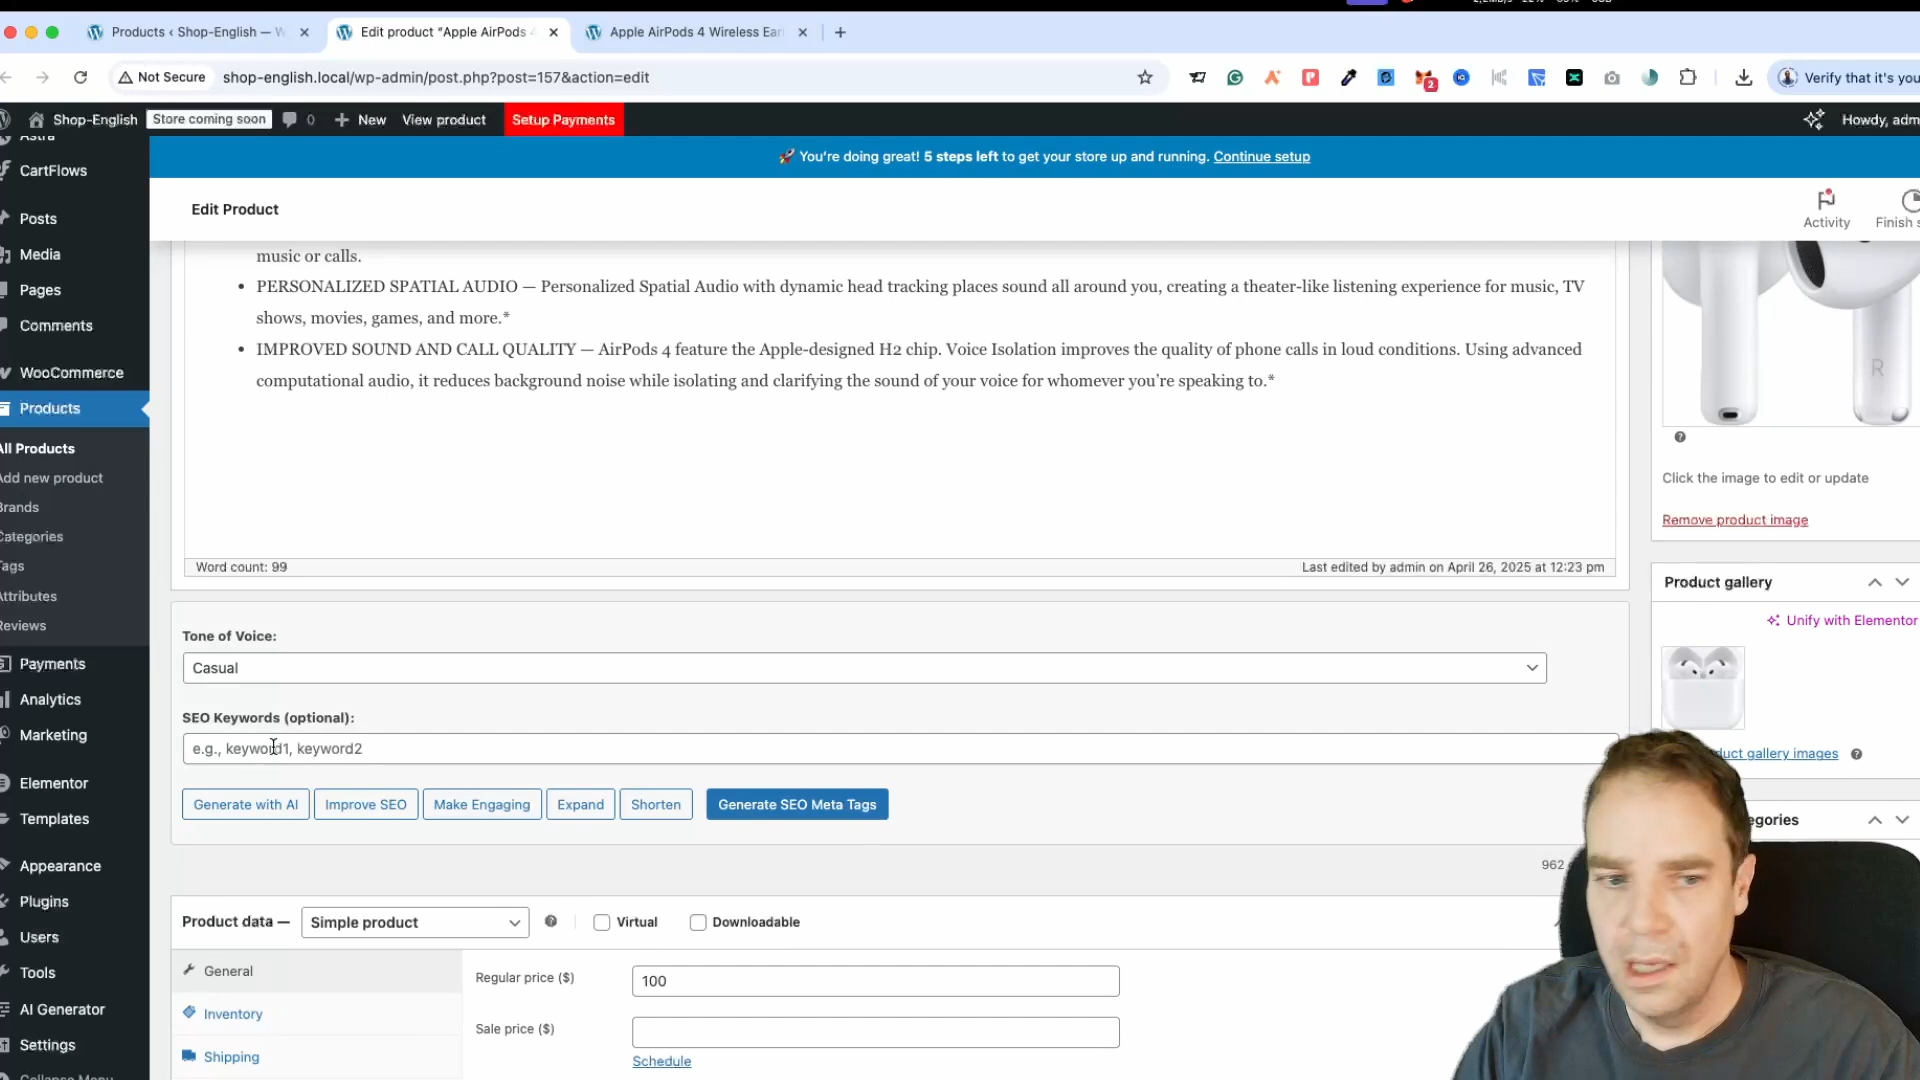 Products ‹ Shop-English — W
Edit product "Apple AirPods 4
Apple AirPods 4 Wireless Ear
Not Secure
shop-english.local/wp-admin/post.php?post=157&action=edit
2
Verify that it's you
Shop-English
Store coming soon
0
New
View product
Setup Payments
Howdy, adm
Astra
🚀 You're doing great! 5 steps left to get your store up and running. Continue setup
CartFlows
Edit Product
Activity
Finish s
Posts
Media
Pages
Comments
WooCommerce
Products
All Products
Add new product
Brands
Categories
Tags
Attributes
Reviews
Payments
Analytics
Marketing
Elementor
Templates
Appearance
Plugins
Users
Tools
AI Generator
Settings
Collapse Menu
music or calls.
• PERSONALIZED SPATIAL AUDIO — Personalized Spatial Audio with dynamic head tracking places sound all around you, creating a theater-like listening experience for music, TV
shows, movies, games, and more.*
• IMPROVED SOUND AND CALL QUALITY — AirPods 4 feature the Apple-designed H2 chip. Voice Isolation improves the quality of phone calls in loud conditions. Using advanced
computational audio, it reduces background noise while isolating and clarifying the sound of your voice for whomever you're speaking to.*
Word count: 99
Last edited by admin on April 26, 2025 at 12:23 pm
Tone of Voice:
Casual
SEO Keywords (optional):
e.g., keyword1, keyword2
Generate with AI
Improve SEO
Make Engaging
Expand
Shorten
Generate SEO Meta Tags
962
Product data —
Simple product
Virtual
Downloadable
General
Inventory
Shipping
Regular price ($)
100
Sale price ($)
Schedule
R
Click the image to edit or update
Remove product image
Product gallery
Unify with Elementor
duct gallery images
egories